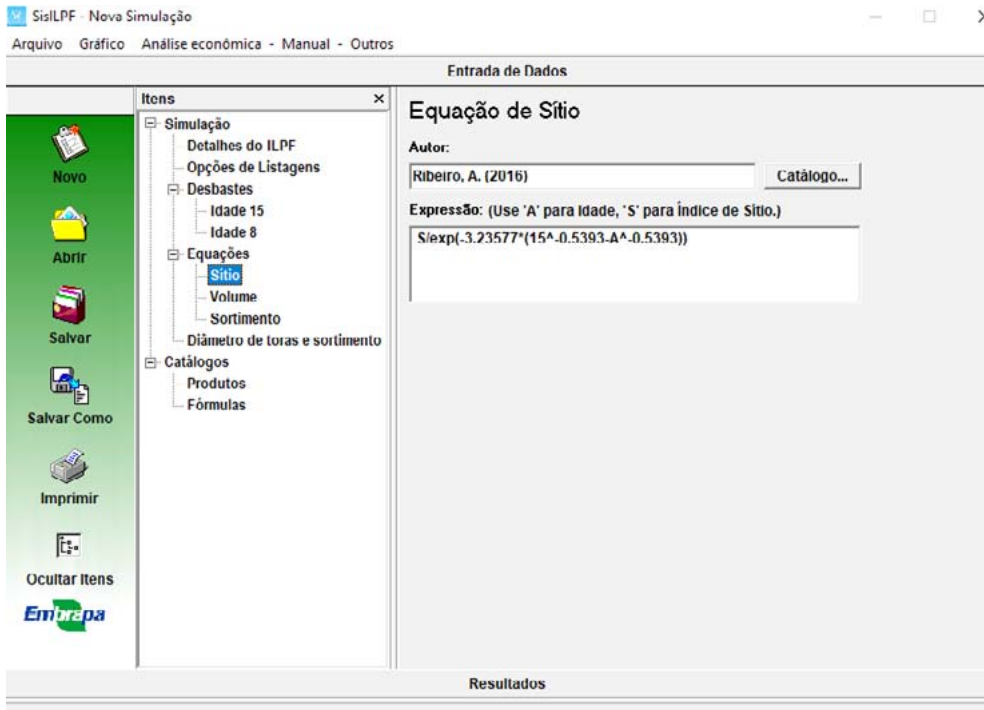 SisILPF - Nova Simulação
Arquivo Gráfico Análise econômica - Manual - Outros
Entrada de Dados
Novo
Abrir
Salvar
Salvar Como
Imprimir
Ocultar Itens
Embrapa
Itens
Simulação
Detalhes do ILPF
Opções de Listagens
Desbastes
Idade 15
Idade 8
Equações
Sítio
Volume
Sortimento
Diâmetro de toras e sortimento
Catálogos
Produtos
Fórmulas
Equação de Sítio
Autor:
Ribeiro, A. (2016)
Catálogo...
Expressão: (Use 'A' para Idade, 'S' para Índice de Sítio.)
S/exp(-3.23577*(15^-0.5393-A^-0.5393))
Resultados